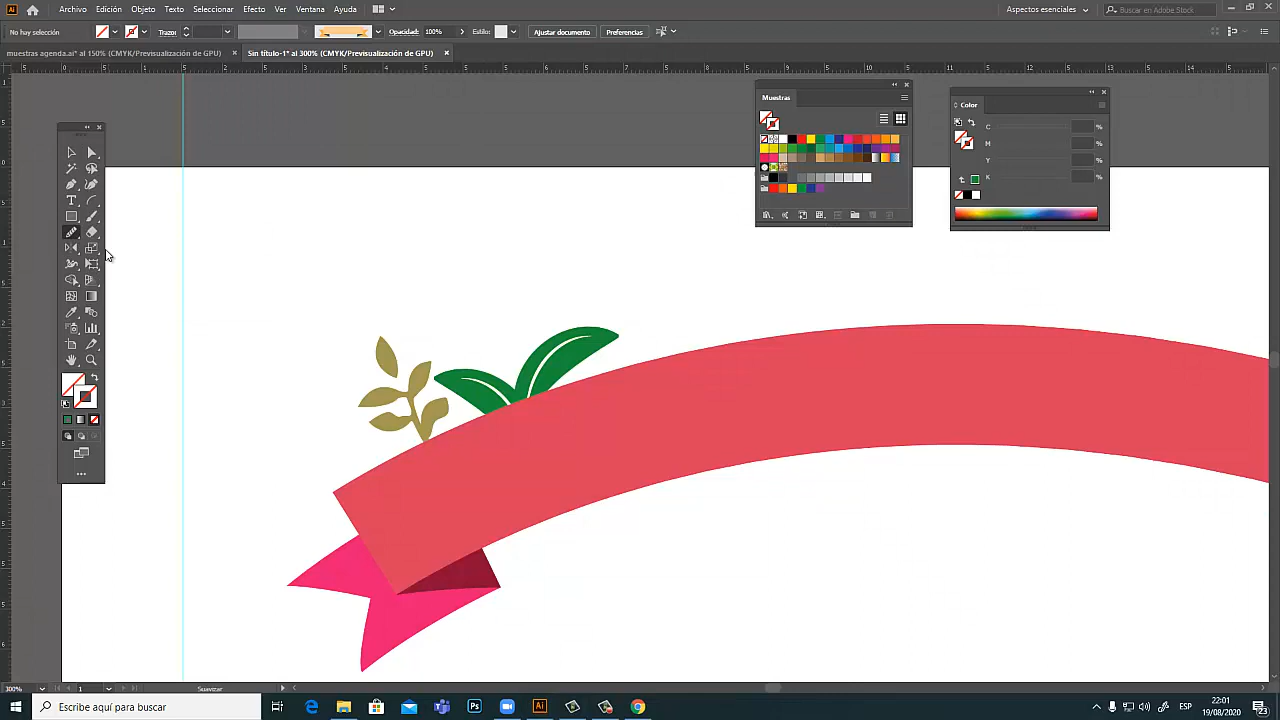 Archivo Edición Objeto Texto Seleccionar Efecto Ver Ventana Ayuda
Aspectos esenciales
Buscar en Adobe Stock
No hay selección
Trazo:
Opacidad: 100%
Estilo:
Ajustar documento
Preferencias
muestras agenda.ai* al 150% (CMYK/Previsualización de GPU) ×
Sin título-1* al 300% (CMYK/Previsualización de GPU) ×
Muestras
Color
C %
M %
Y %
K %
300%
1
Suavizar
Escribe aquí para buscar
ESP
22:01
19/08/2020